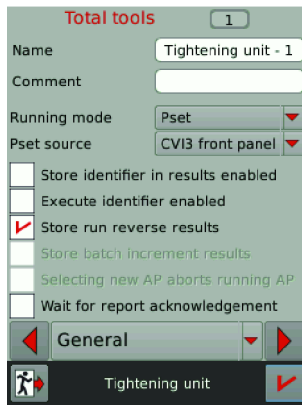 Total tools 1
Name Tightening unit - 1
Comment
Running mode Pset
Pset source CVI3 front panel
Store identifier in results enabled
Execute identifier enabled
Store run reverse results
Store batch increment results
Selecting new AP aborts running AP
Wait for report acknowledgement
General
Tightening unit